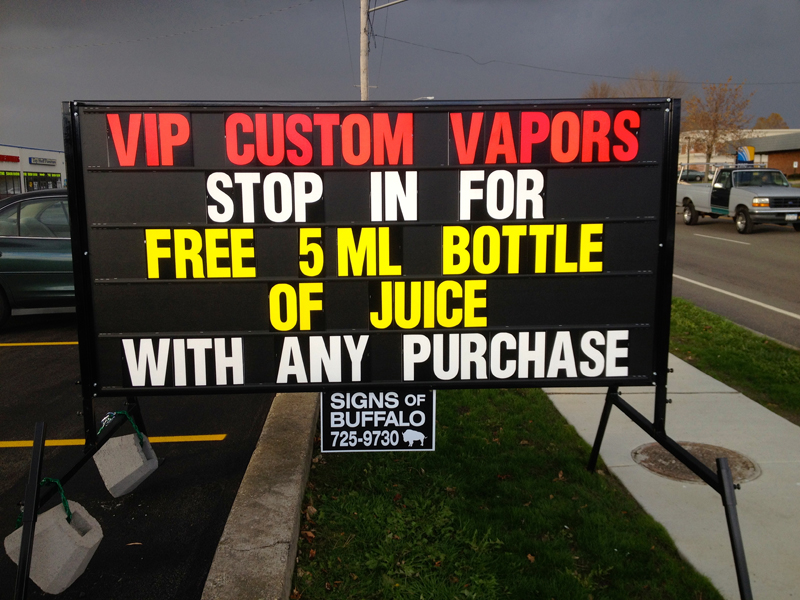 VIP CUSTOM VAPORS
STOP IN FOR
FREE 5 ML BOTTLE
OF JUICE
WITH ANY PURCHASE
SIGNS OF
BUFFALO
725-9730